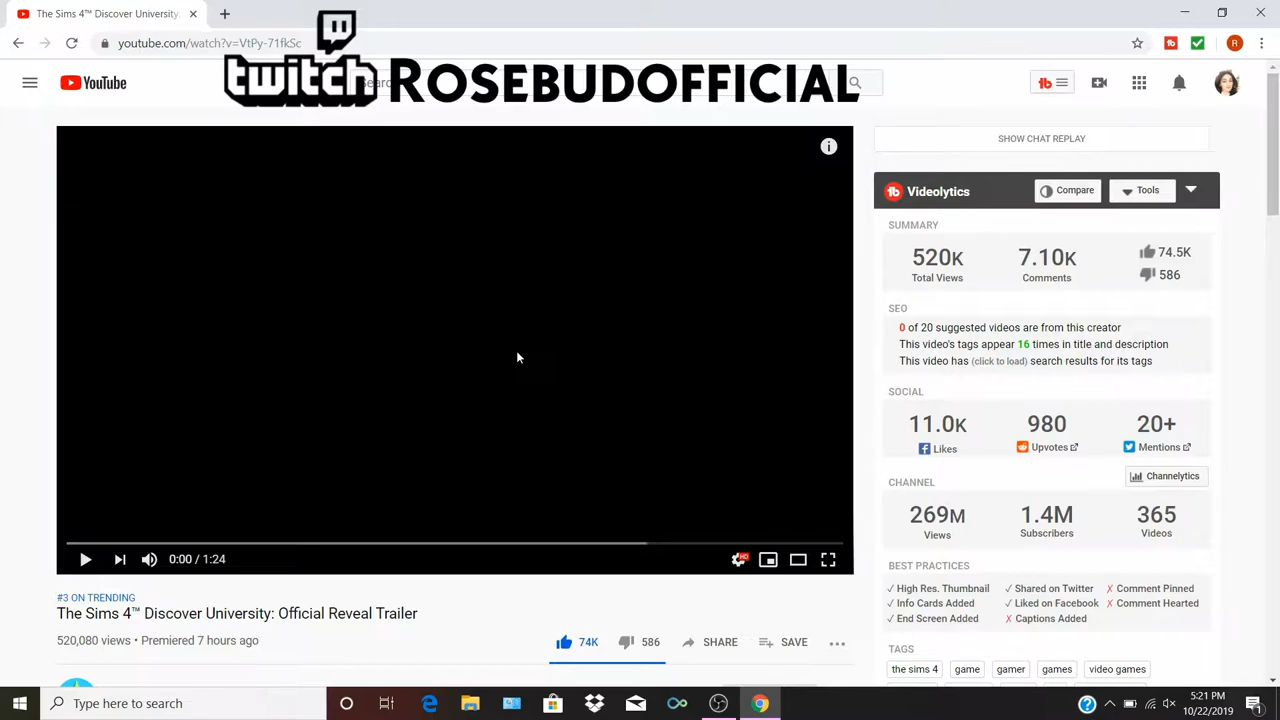 The Sims 4™ Discover University:
youtube.com/watch?v=VtPy-71fkSc
R
YouTube
twitch ROSEBUDOFFICIAL
SHOW CHAT REPLAY
Videolytics
Compare
Tools
SUMMARY
520K
Total Views
7.10K
Comments
74.5K
586
SEO
0 of 20 suggested videos are from this creator
This video's tags appear 16 times in title and description
This video has (click to load) search results for its tags
SOCIAL
11.0K
Likes
980
Upvotes
20+
Mentions
CHANNEL
Channelytics
269M
Views
1.4M
Subscribers
365
Videos
BEST PRACTICES
✓ High Res. Thumbnail
✓ Shared on Twitter
✗ Comment Pinned
✓ Info Cards Added
✓ Liked on Facebook
✗ Comment Hearted
✓ End Screen Added
✗ Captions Added
TAGS
the sims 4
game
gamer
games
video games
0:00 / 1:24
HD
#3 ON TRENDING
The Sims 4™ Discover University: Official Reveal Trailer
520,080 views • Premiered 7 hours ago
74K
586
SHARE
SAVE
Type here to search
5:21 PM
10/22/2019